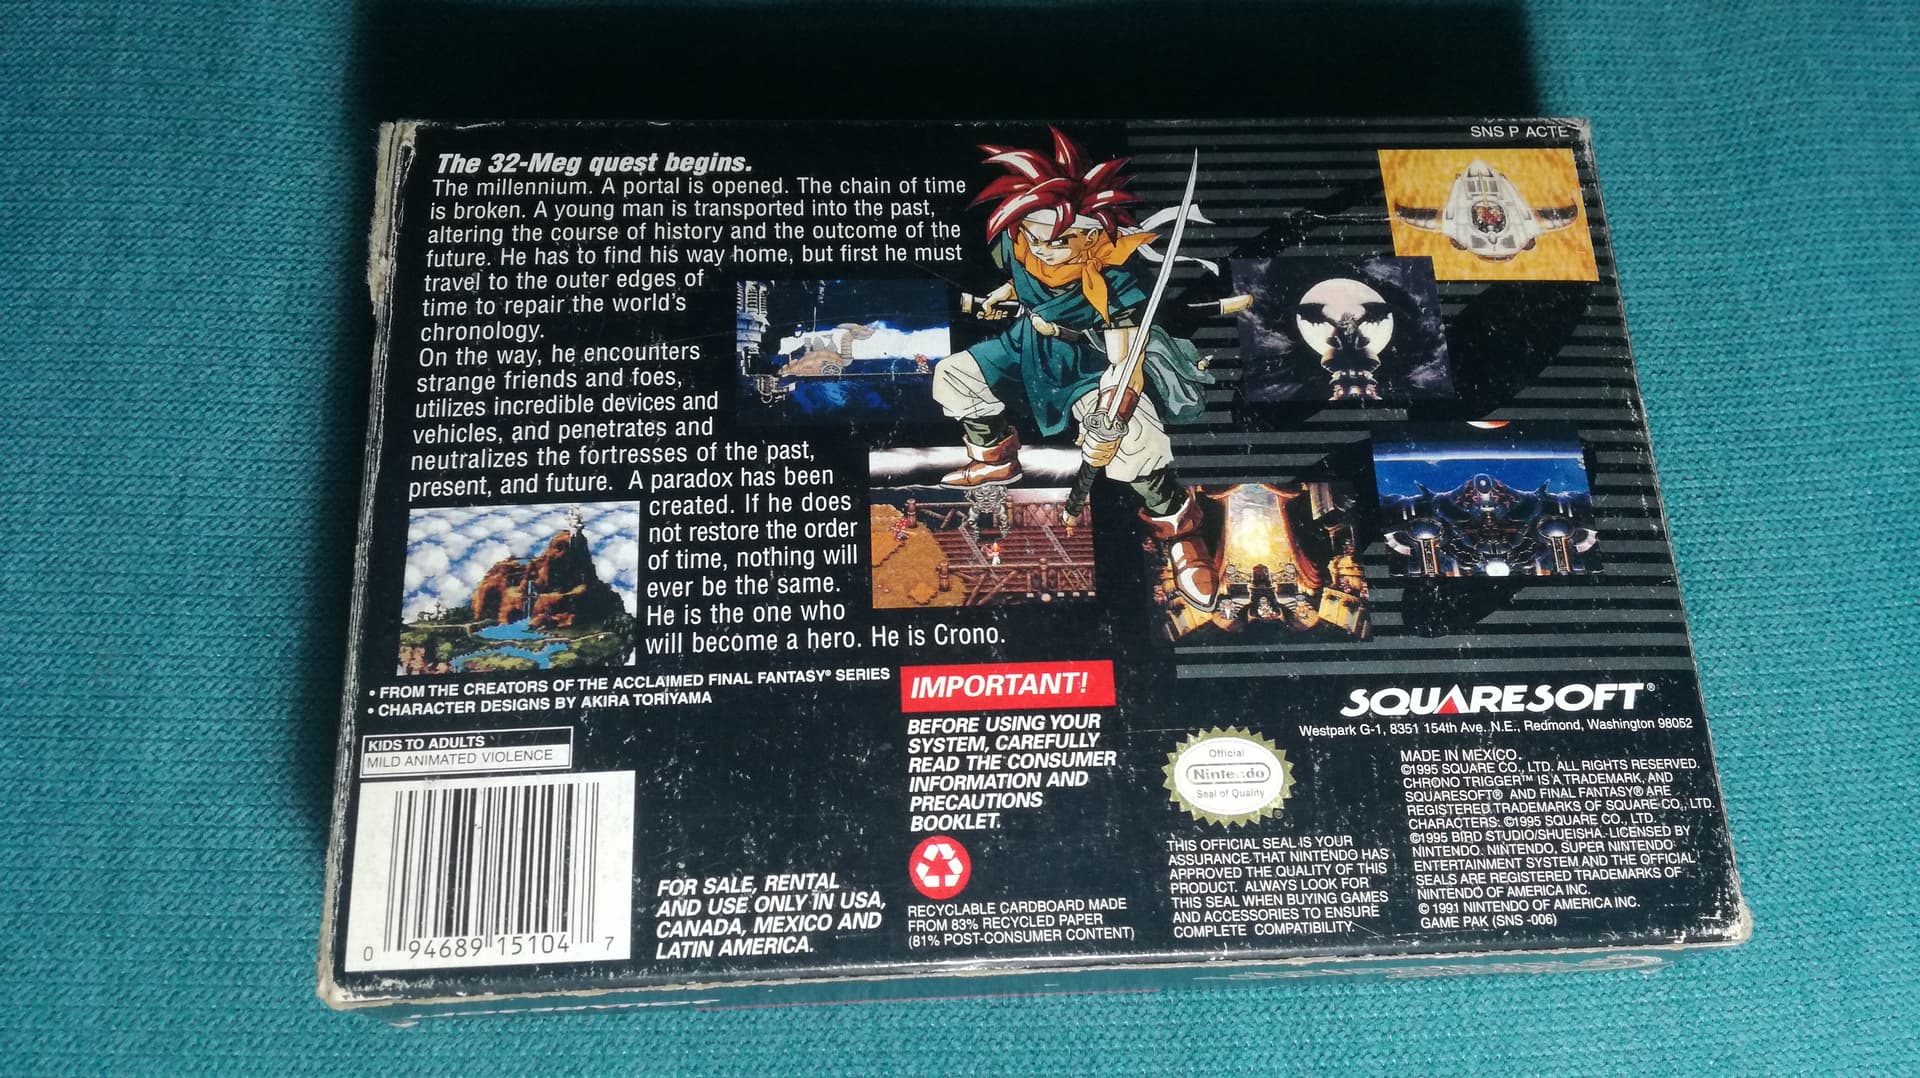 SNS P ACTE
The 32-Meg quest begins.
The millennium. A portal is opened. The chain of time
is broken. A young man is transported into the past,
altering the course of history and the outcome of the
future. He has to find his way home, but first he must
travel to the outer edges of
time to repair the world's
chronology.
On the way, he encounters
strange friends and foes,
utilizes incredible devices and
vehicles, and penetrates and
neutralizes the fortresses of the past,
present, and future. A paradox has been
created. If he does
not restore the order
of time, nothing will
ever be the same.
He is the one who
will become a hero. He is Crono.
• FROM THE CREATORS OF THE ACCLAIMED FINAL FANTASY® SERIES
• CHARACTER DESIGNS BY AKIRA TORIYAMA
KIDS TO ADULTS
MILD ANIMATED VIOLENCE
0 94689 15104 7
FOR SALE, RENTAL
AND USE ONLY IN USA,
CANADA, MEXICO AND
LATIN AMERICA.
IMPORTANT!
BEFORE USING YOUR
SYSTEM, CAREFULLY
READ THE CONSUMER
INFORMATION AND
PRECAUTIONS
BOOKLET.
RECYCLABLE CARDBOARD MADE
FROM 83% RECYCLED PAPER
(81% POST-CONSUMER CONTENT)
Official
Nintendo
Seal of Quality
THIS OFFICIAL SEAL IS YOUR
ASSURANCE THAT NINTENDO HAS
APPROVED THE QUALITY OF THIS
PRODUCT. ALWAYS LOOK FOR
THIS SEAL WHEN BUYING GAMES
AND ACCESSORIES TO ENSURE
COMPLETE COMPATIBILITY.
SQUARESOFT®
Westpark G-1, 8351 154th Ave. N.E., Redmond, Washington 98052
MADE IN MEXICO.
©1995 SQUARE CO., LTD. ALL RIGHTS RESERVED.
CHRONO TRIGGER™ IS A TRADEMARK, AND
SQUARESOFT® AND FINAL FANTASY® ARE
REGISTERED TRADEMARKS OF SQUARE CO., LTD.
CHARACTERS: ©1995 SQUARE CO., LTD.
©1995 BIRD STUDIO/SHUEISHA. LICENSED BY
NINTENDO. NINTENDO, SUPER NINTENDO
ENTERTAINMENT SYSTEM AND THE OFFICIAL
SEALS ARE REGISTERED TRADEMARKS OF
NINTENDO OF AMERICA INC.
© 1991 NINTENDO OF AMERICA INC.
GAME PAK (SNS -006)